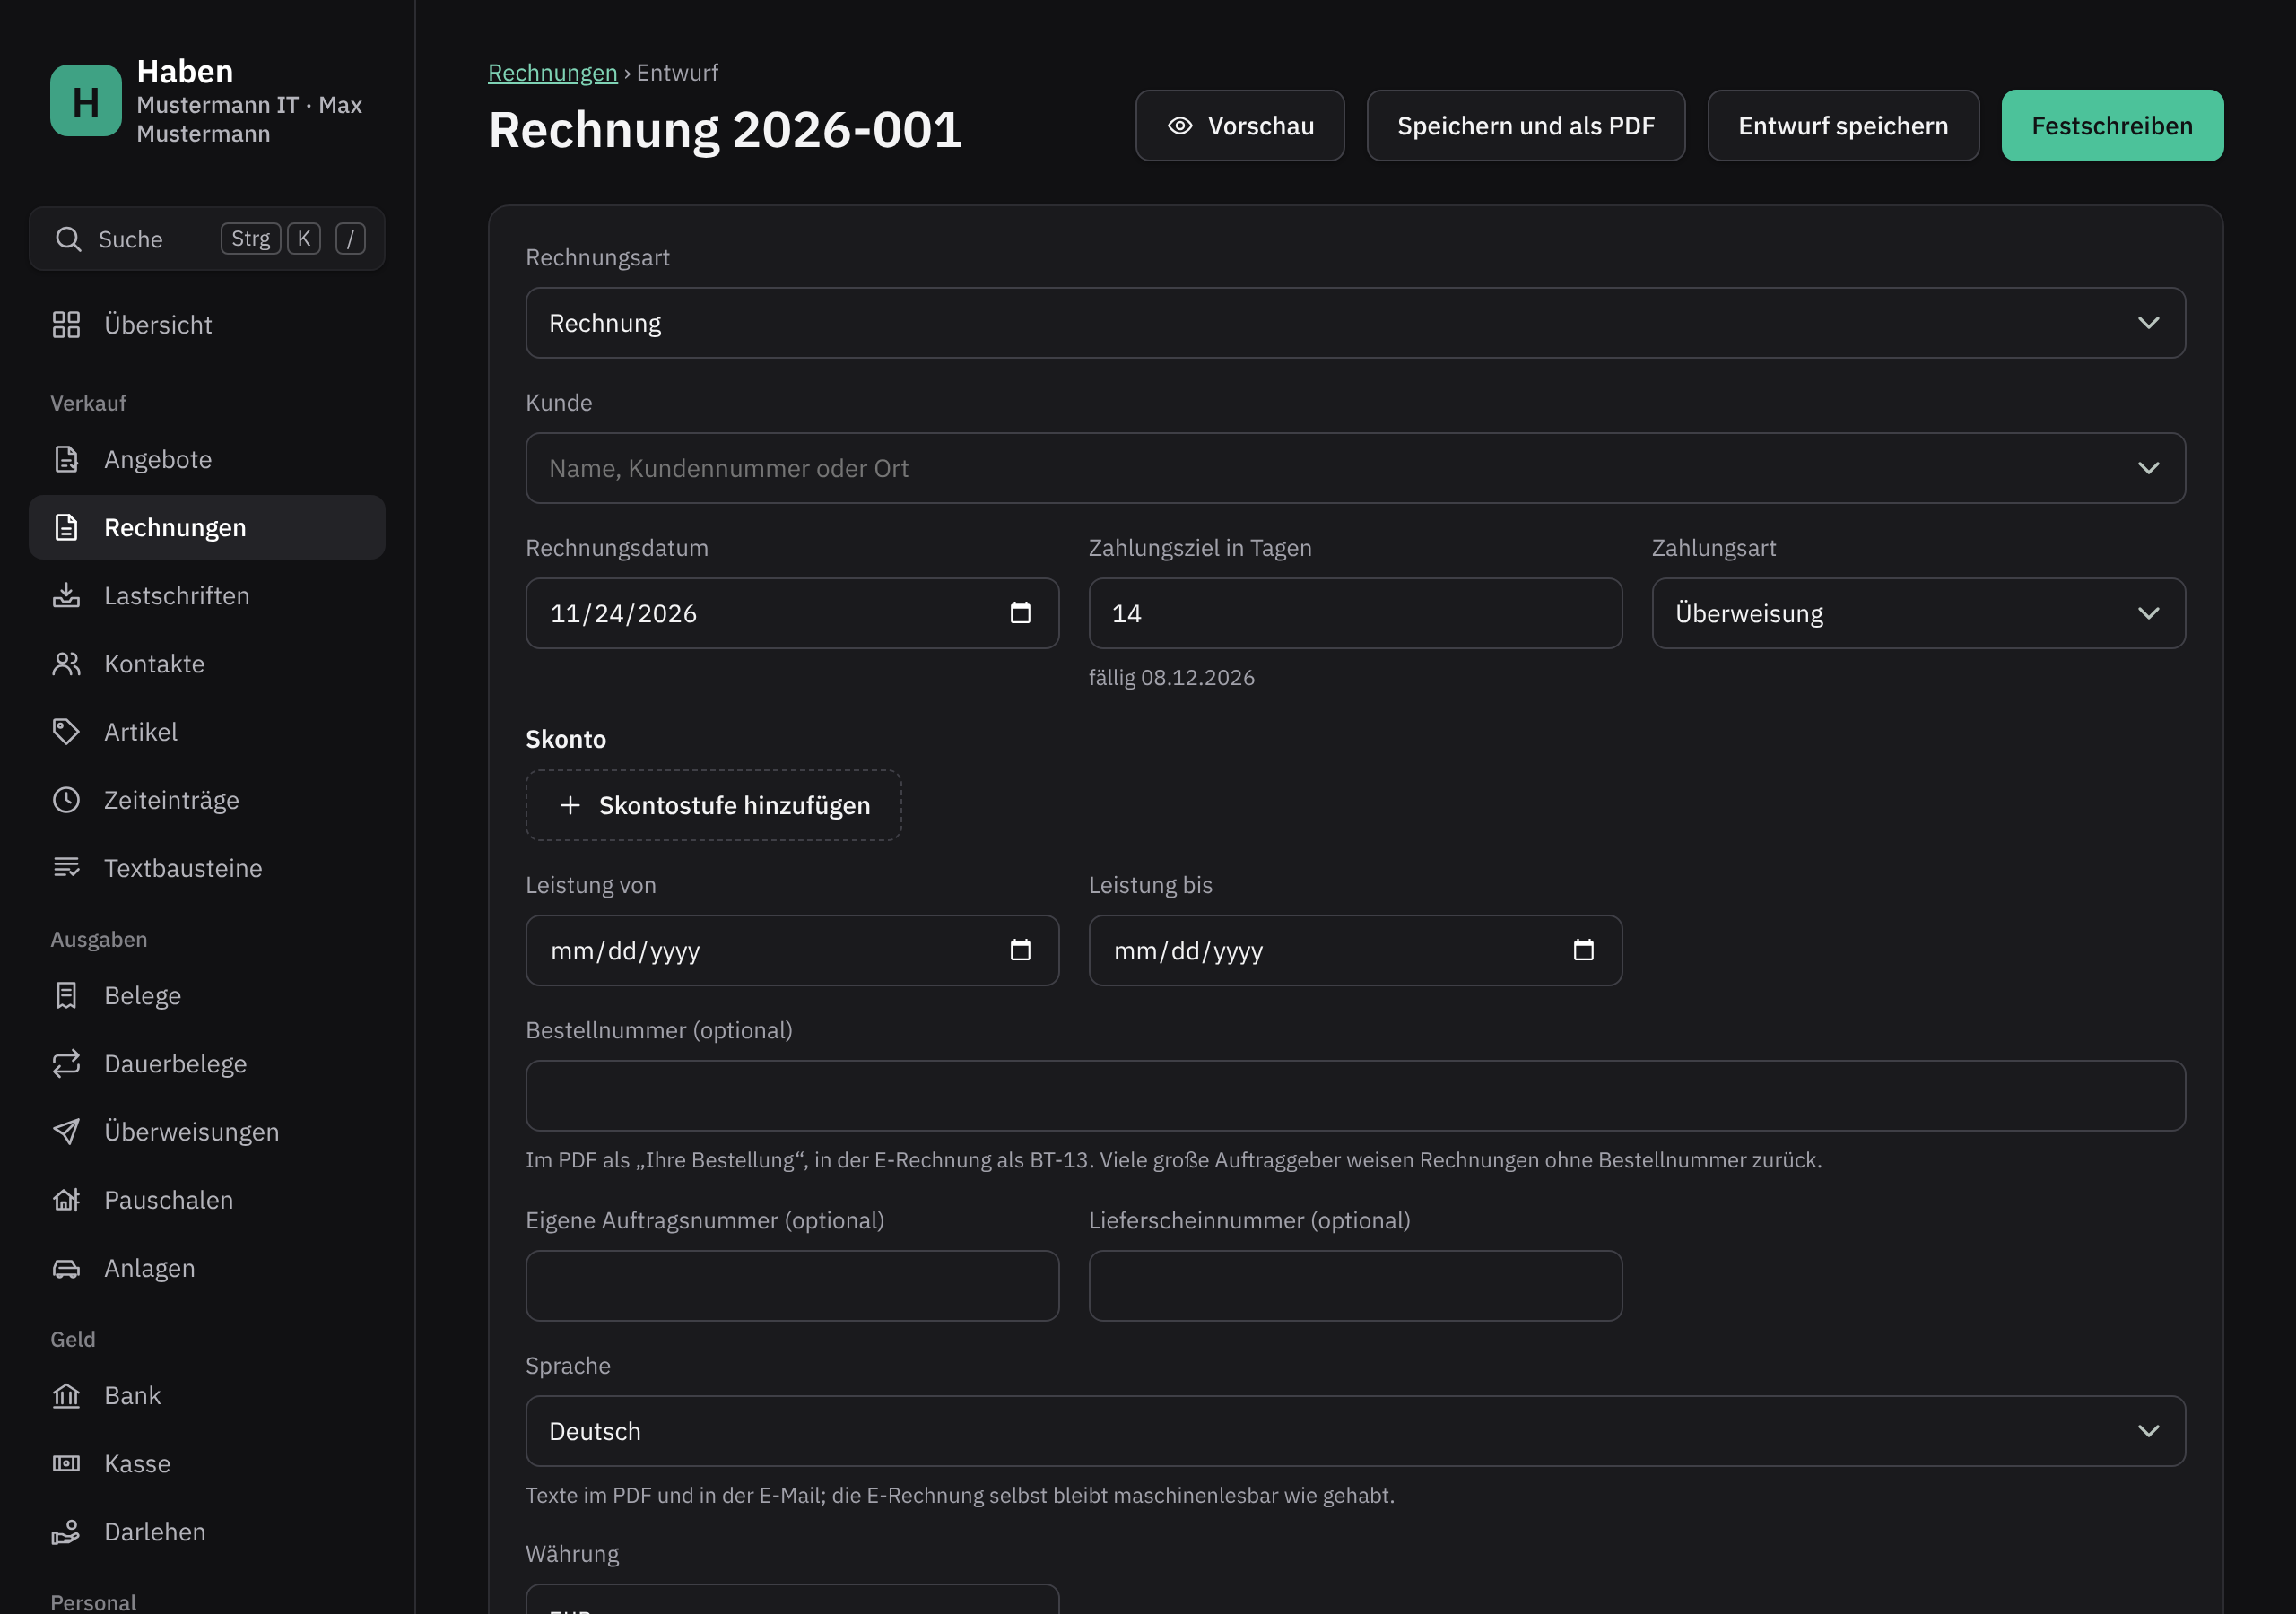 H
Haben
Mustermann IT · Max
Mustermann
Suche Strg K /
Übersicht
Verkauf
Angebote
Rechnungen
Lastschriften
Kontakte
Artikel
Zeiteinträge
Textbausteine
Ausgaben
Belege
Dauerbelege
Überweisungen
Pauschalen
Anlagen
Geld
Bank
Kasse
Darlehen
Personal
Rechnungen › Entwurf
Rechnung 2026-001
Vorschau
Speichern und als PDF
Entwurf speichern
Festschreiben
Rechnungsart
Rechnung
Kunde
Name, Kundennummer oder Ort
Rechnungsdatum Zahlungsziel in Tagen Zahlungsart
11/24/2026 14 Überweisung
fällig 08.12.2026
Skonto
+ Skontostufe hinzufügen
Leistung von Leistung bis
mm/dd/yyyy mm/dd/yyyy
Bestellnummer (optional)
Im PDF als „Ihre Bestellung“, in der E-Rechnung als BT-13. Viele große Auftraggeber weisen Rechnungen ohne Bestellnummer zurück.
Eigene Auftragsnummer (optional) Lieferscheinnummer (optional)
Sprache
Deutsch
Texte im PDF und in der E-Mail; die E-Rechnung selbst bleibt maschinenlesbar wie gehabt.
Währung